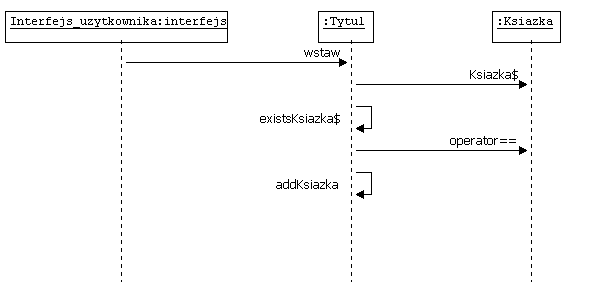 Interfejs_uzytkownika:interfejs :Tytul :Ksiazka
wstaw
Ksiazka$
existsKsiazka$
operator==
addKsiazka